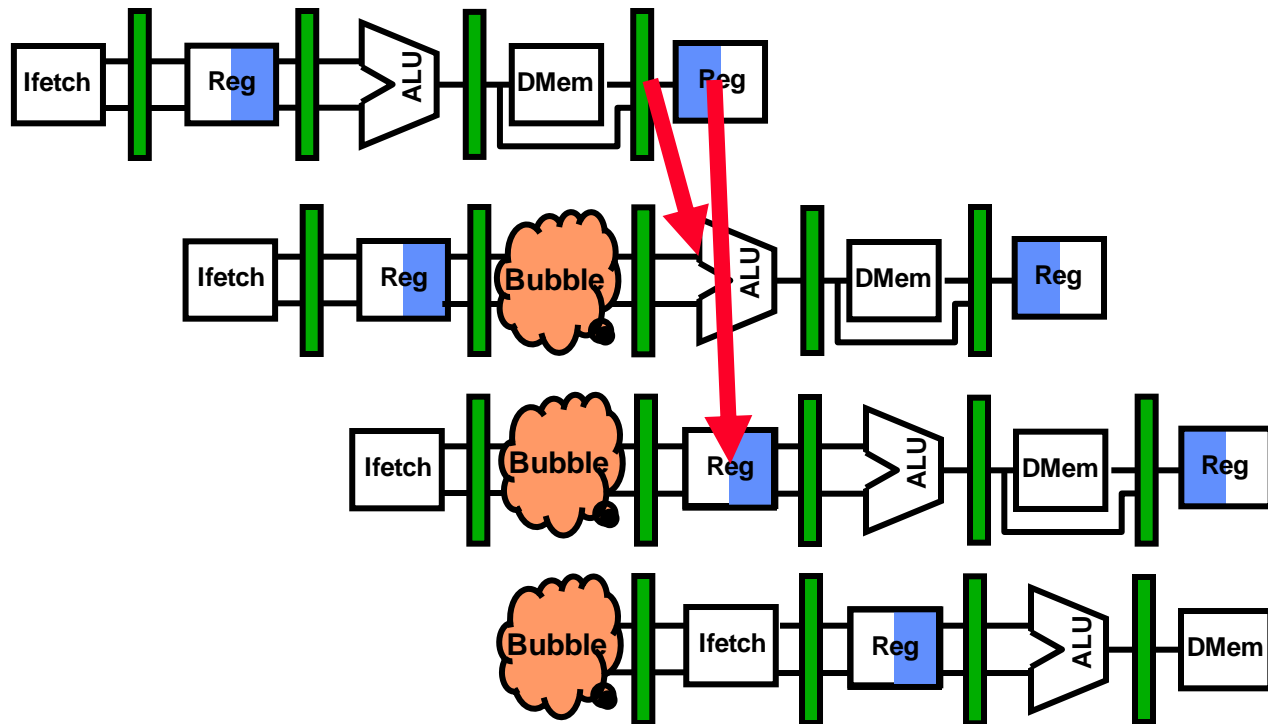 Ifetch Reg ALU DMem Reg
Ifetch Reg Bubble ALU DMem Reg
Ifetch Bubble Reg ALU DMem Reg
Bubble Ifetch Reg ALU DMem